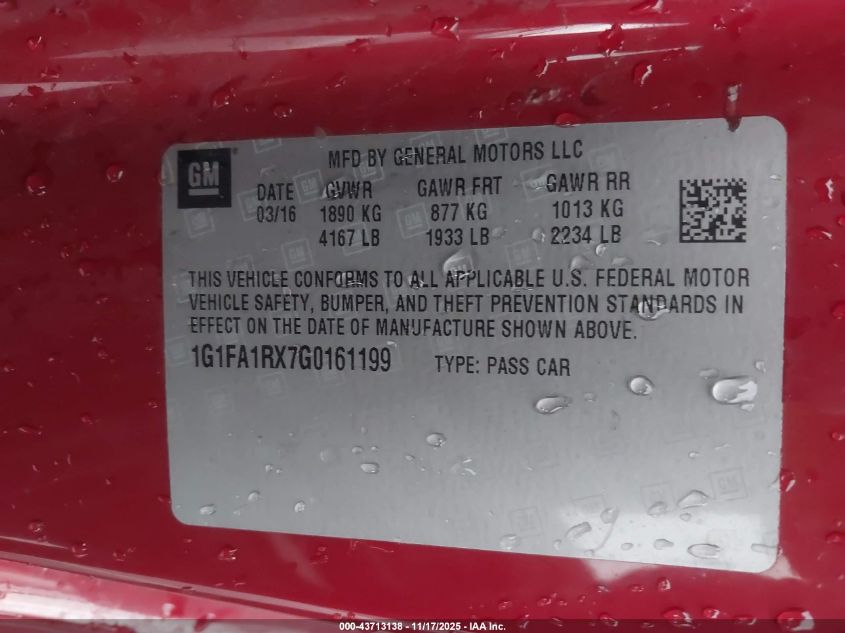 GM
MFD BY GENERAL MOTORS LLC
DATE GVWR GAWR FRT GAWR RR
03/16 1890 KG 877 KG 1013 KG
4167 LB 1933 LB 2234 LB
THIS VEHICLE CONFORMS TO ALL APPLICABLE U.S. FEDERAL MOTOR
VEHICLE SAFETY, BUMPER, AND THEFT PREVENTION STANDARDS IN
EFFECT ON THE DATE OF MANUFACTURE SHOWN ABOVE.
1G1FA1RX7G0161199 TYPE: PASS CAR
000-43713138 - 11/17/2025 - IAA Inc.